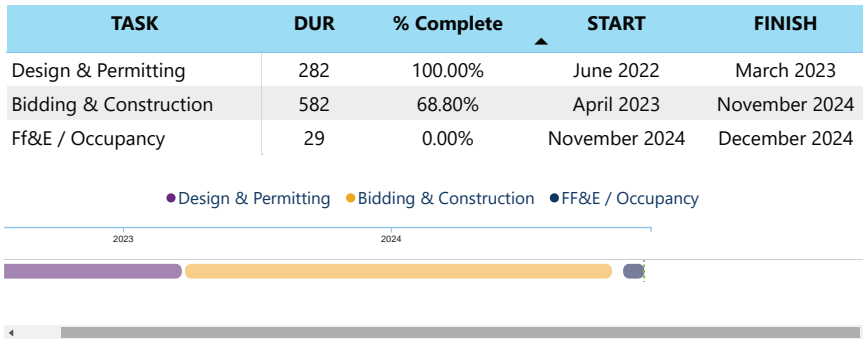 TASK DUR % Complete START FINISH
Design & Permitting 282 100.00% June 2022 March 2023
Bidding & Construction 582 68.80% April 2023 November 2024
Ff&E / Occupancy 29 0.00% November 2024 December 2024
Design & Permitting Bidding & Construction FF&E / Occupancy
2023 2024